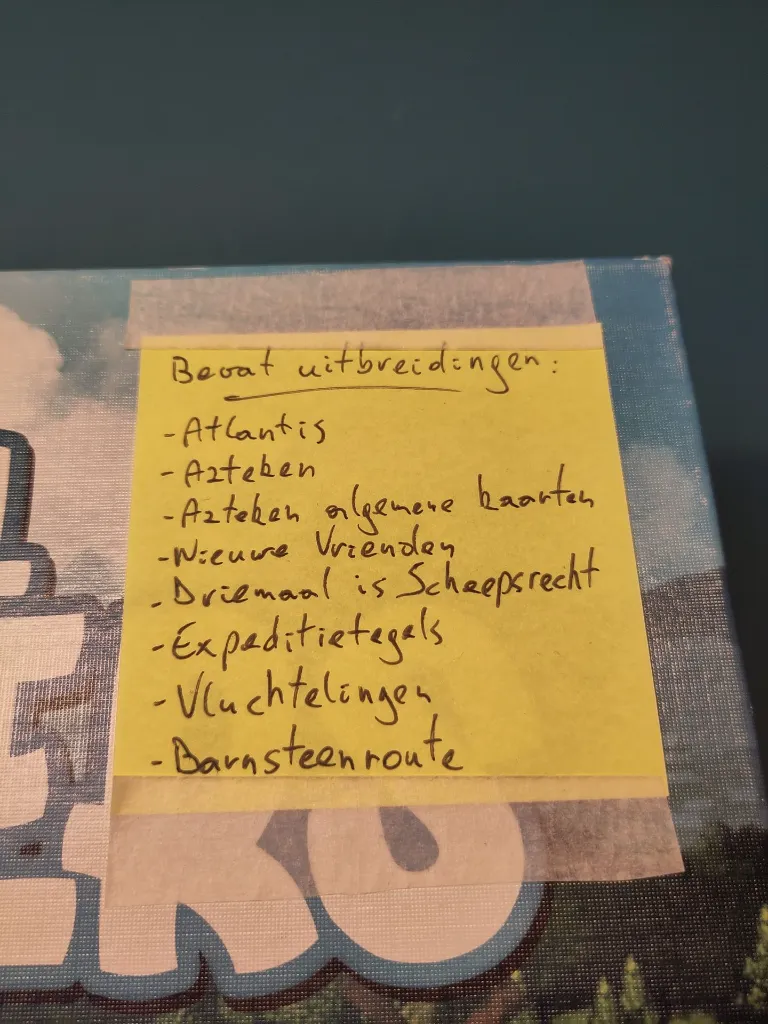 Bevat uitbreidingen:
- Atlantis
- Azteken
- Azteken algemene kaarten
- Nieuwe Vrienden
- Driemaal is Scheepsrecht
- Expeditietegels
- Vluchtelingen
- Barnsteenroute